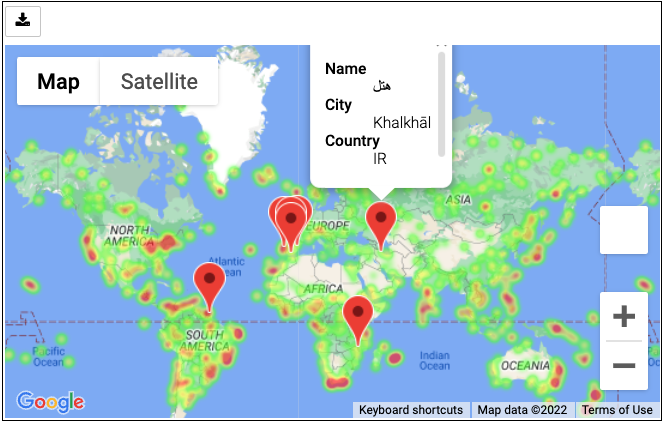 Map
Satellite
Name
هتل
City
Khalkhāl
Country
IR
ASIA
NORTH
AMERICA
EUROPE
Atlantic
AFRICA
SOUTH
AMERICA
Pacific
Ocean
Indian
Ocean
OCEANIA
Google
Keyboard shortcuts
Map data ©2022
Terms of Use